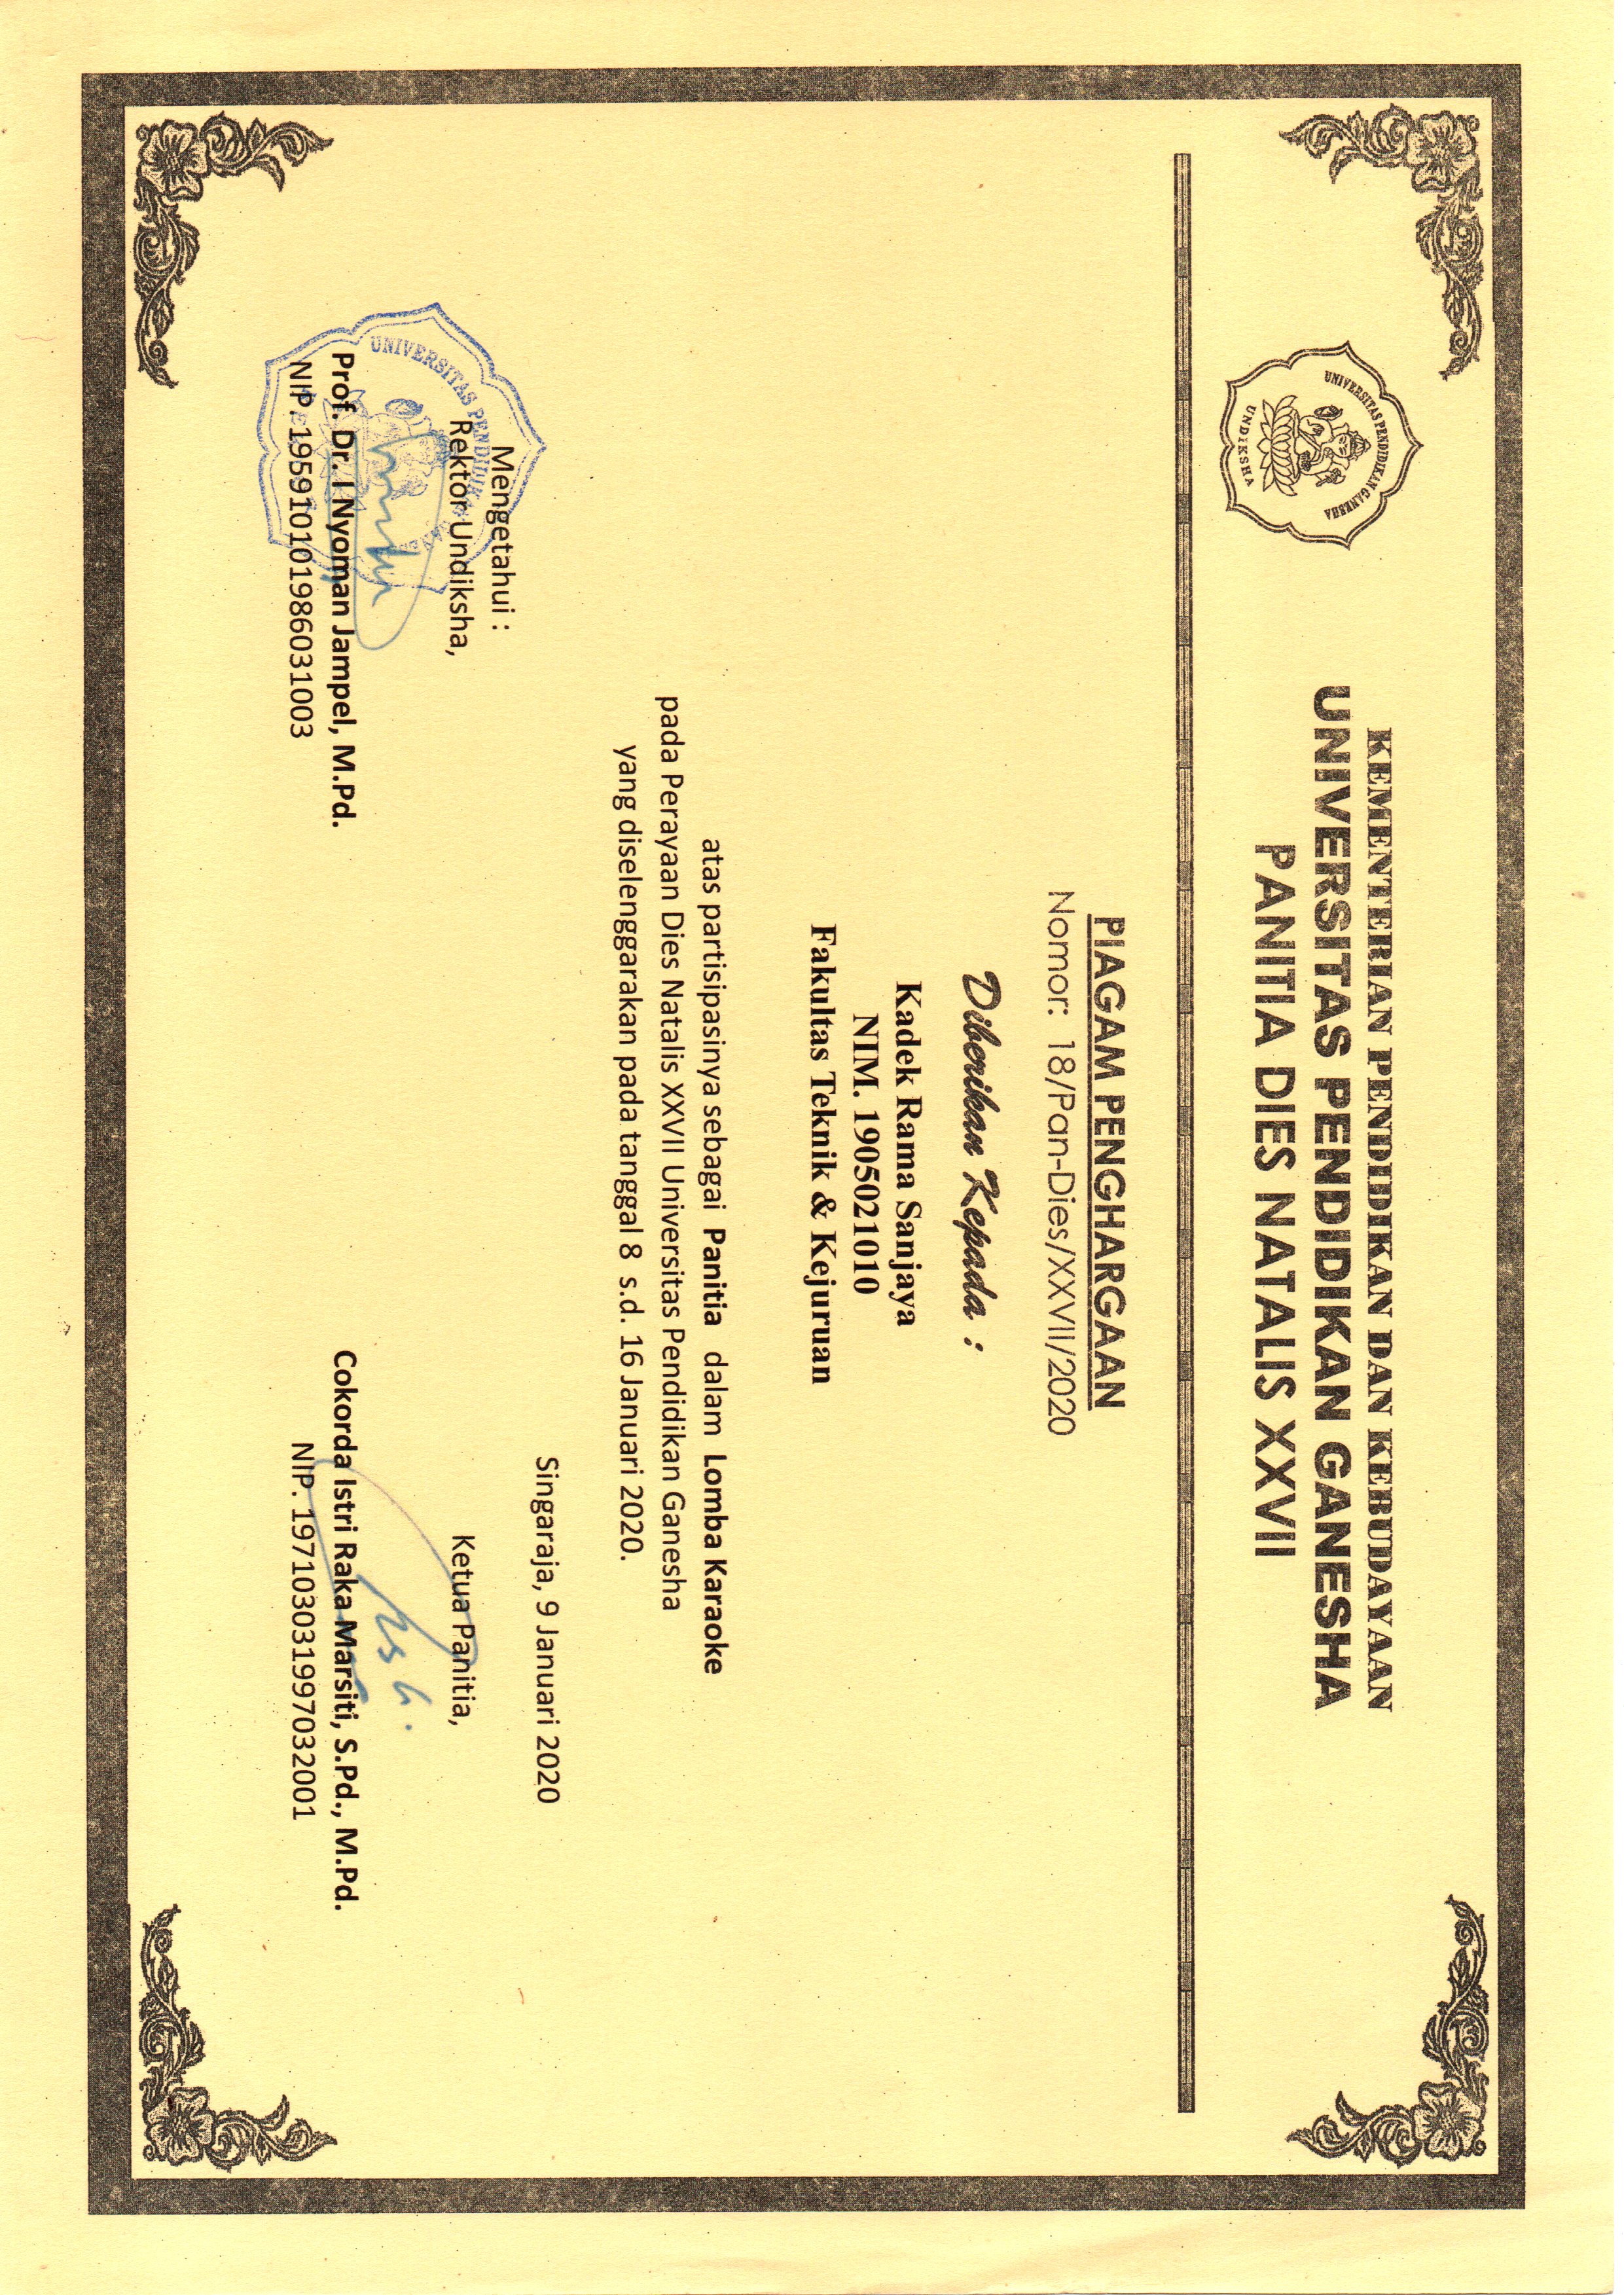 UNIVERSITAS PENDIDIKAN GANESHA
UNDIKSHA
KEMENTERIAN PENDIDIKAN DAN KEBUDAYAAN
UNIVERSITAS PENDIDIKAN GANESHA
PANITIA DIES NATALIS XXVII
PIAGAM PENGHARGAAN
Nomor: 18/Pan-Dies/XXVII/2020
Diberikan Kepada :
Kadek Rama Sanjaya
NIM. 1905021010
Fakultas Teknik & Kejuruan
atas partisipasinya sebagai Panitia dalam Lomba Karaoke
pada Perayaan Dies Natalis XXVII Universitas Pendidikan Ganesha
yang diselenggarakan pada tanggal 8 s.d. 16 Januari 2020.
Singaraja, 9 Januari 2020
Mengetahui :
Rektor Undiksha,
UNIVERSITAS PENDIDIKAN
Prof. Dr. I Nyoman Jampel, M.Pd.
NIP. 195910101986031003
Ketua Panitia,
Cokorda Istri Raka Marsiti, S.Pd., M.Pd.
NIP. 197103031997032001